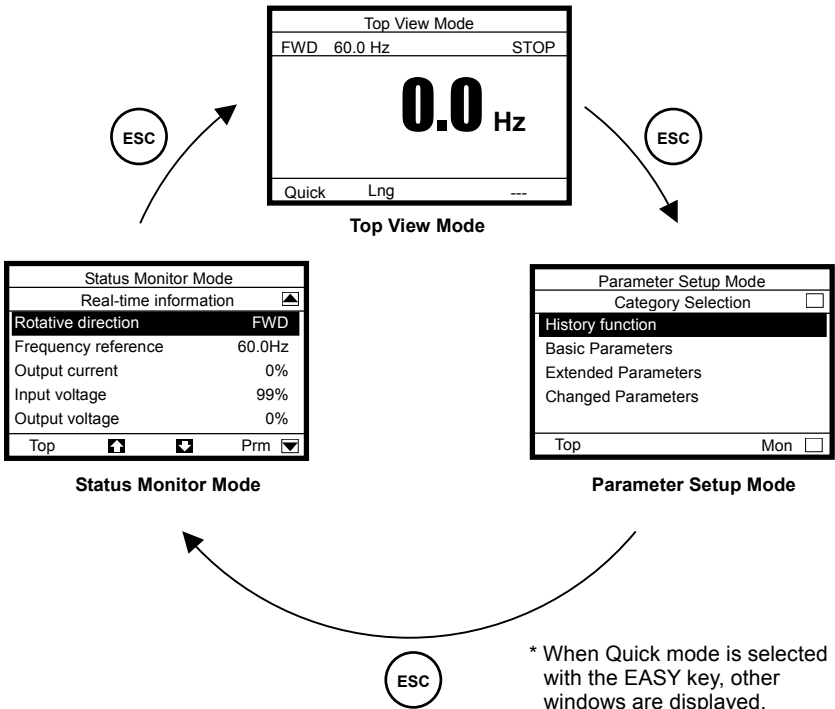 Top View Mode
FWD 60.0 Hz STOP
0.0 Hz
Quick Lng ---
Top View Mode
ESC
ESC
Status Monitor Mode
Real-time information
Rotative direction FWD
Frequency reference 60.0Hz
Output current 0%
Input voltage 99%
Output voltage 0%
Top Prm
Status Monitor Mode
Parameter Setup Mode
Category Selection
History function
Basic Parameters
Extended Parameters
Changed Parameters
Top Mon
Parameter Setup Mode
ESC
* When Quick mode is selected
with the EASY key, other
windows are displayed.